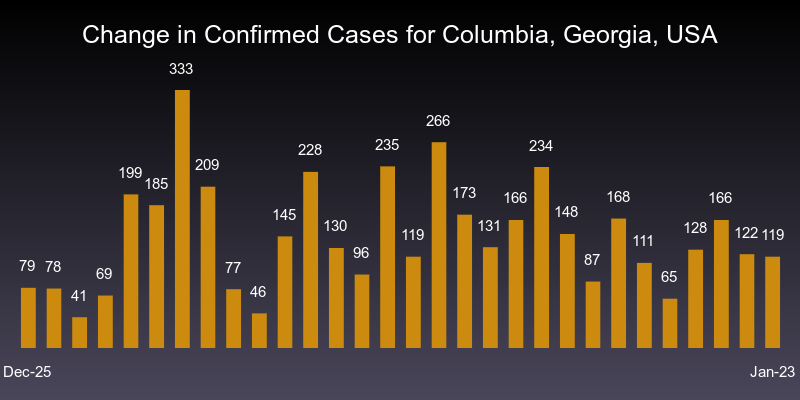 Change in Confirmed Cases for Columbia, Georgia, USA
79 78 41 69 199 185 333 209 77 46 145 228 130 96 235 119 266 173 131 166 234 148 87 168 111 65 128 166 122 119
Dec-25 Jan-23